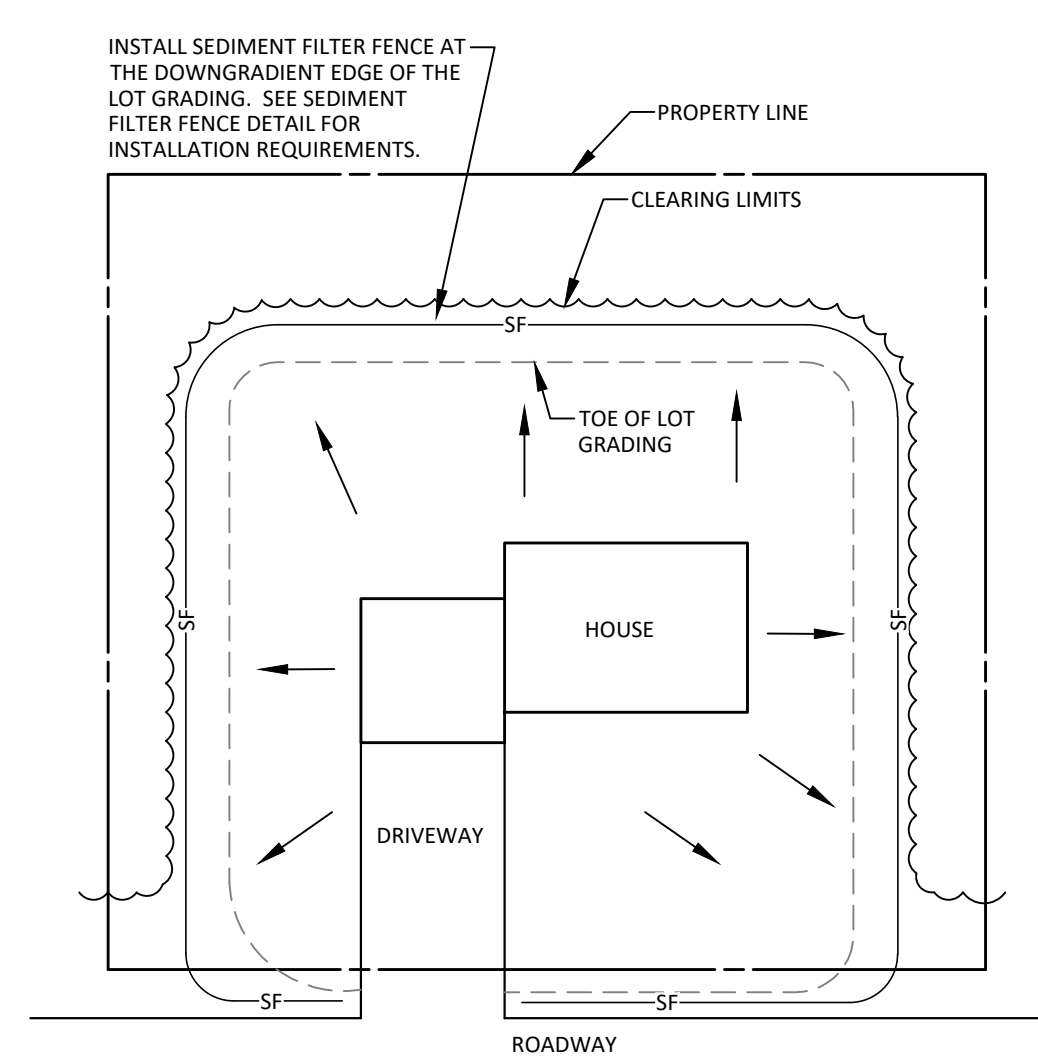 INSTALL SEDIMENT FILTER FENCE AT
THE DOWNGRADIENT EDGE OF THE
LOT GRADING. SEE SEDIMENT
FILTER FENCE DETAIL FOR
INSTALLATION REQUIREMENTS.
PROPERTY LINE
CLEARING LIMITS
SF
TOE OF LOT
GRADING
SF
HOUSE
SF
DRIVEWAY
SF
SF
ROADWAY